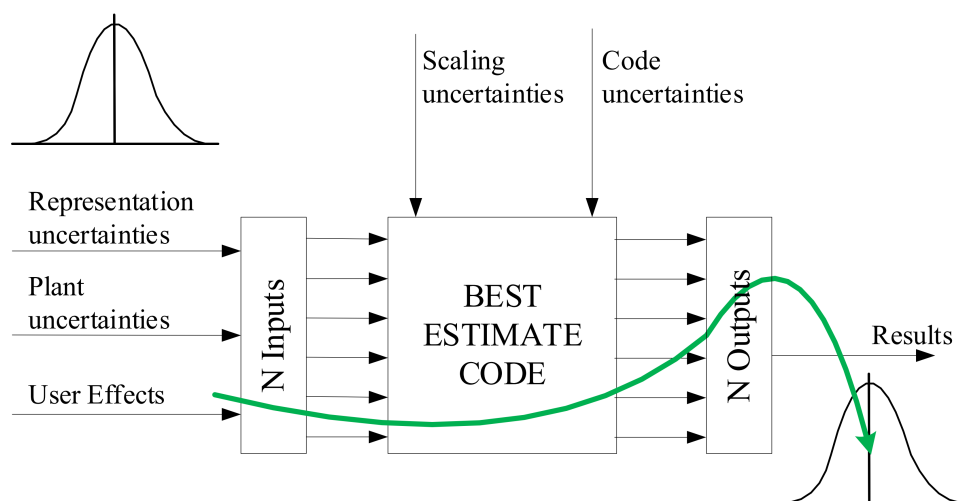 Scaling
uncertainties
Code
uncertainties
Representation
uncertainties
Plant
uncertainties
User Effects
N Inputs
BEST
ESTIMATE
CODE
N Outputs
Results